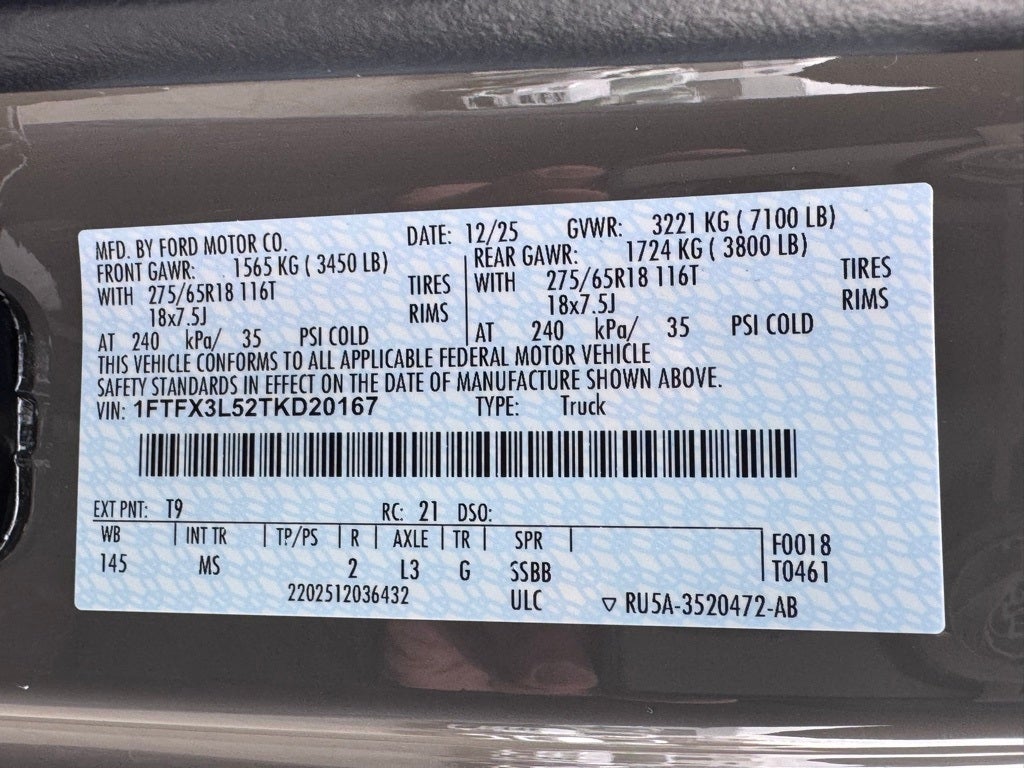 MFD. BY FORD MOTOR CO. DATE: 12/25 GVWR: 3221 KG ( 7100 LB)
FRONT GAWR: 1565 KG ( 3450 LB) REAR GAWR: 1724 KG ( 3800 LB)
WITH 275/65R18 116T TIRES WITH 275/65R18 116T TIRES
18x7.5J RIMS 18x7.5J RIMS
AT 240 kPa/ 35 PSI COLD AT 240 kPa/ 35 PSI COLD
THIS VEHICLE CONFORMS TO ALL APPLICABLE FEDERAL MOTOR VEHICLE
SAFETY STANDARDS IN EFFECT ON THE DATE OF MANUFACTURE SHOWN ABOVE.
VIN: 1FTFX3L52TKD20167 TYPE: Truck
EXT PNT: T9 RC: 21 DSO:
WB INT TR TP/PS R AXLE TR SPR F0018
145 MS 2 L3 G SSBB T0461
2202512036432 ULC ▽ RU5A-3520472-AB